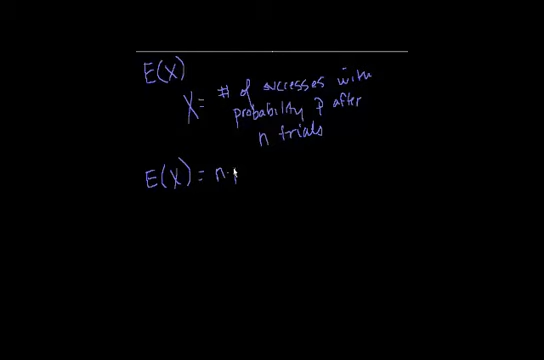 E(X)
X = # of successes with
probability p after
n trials
E(X) = n·